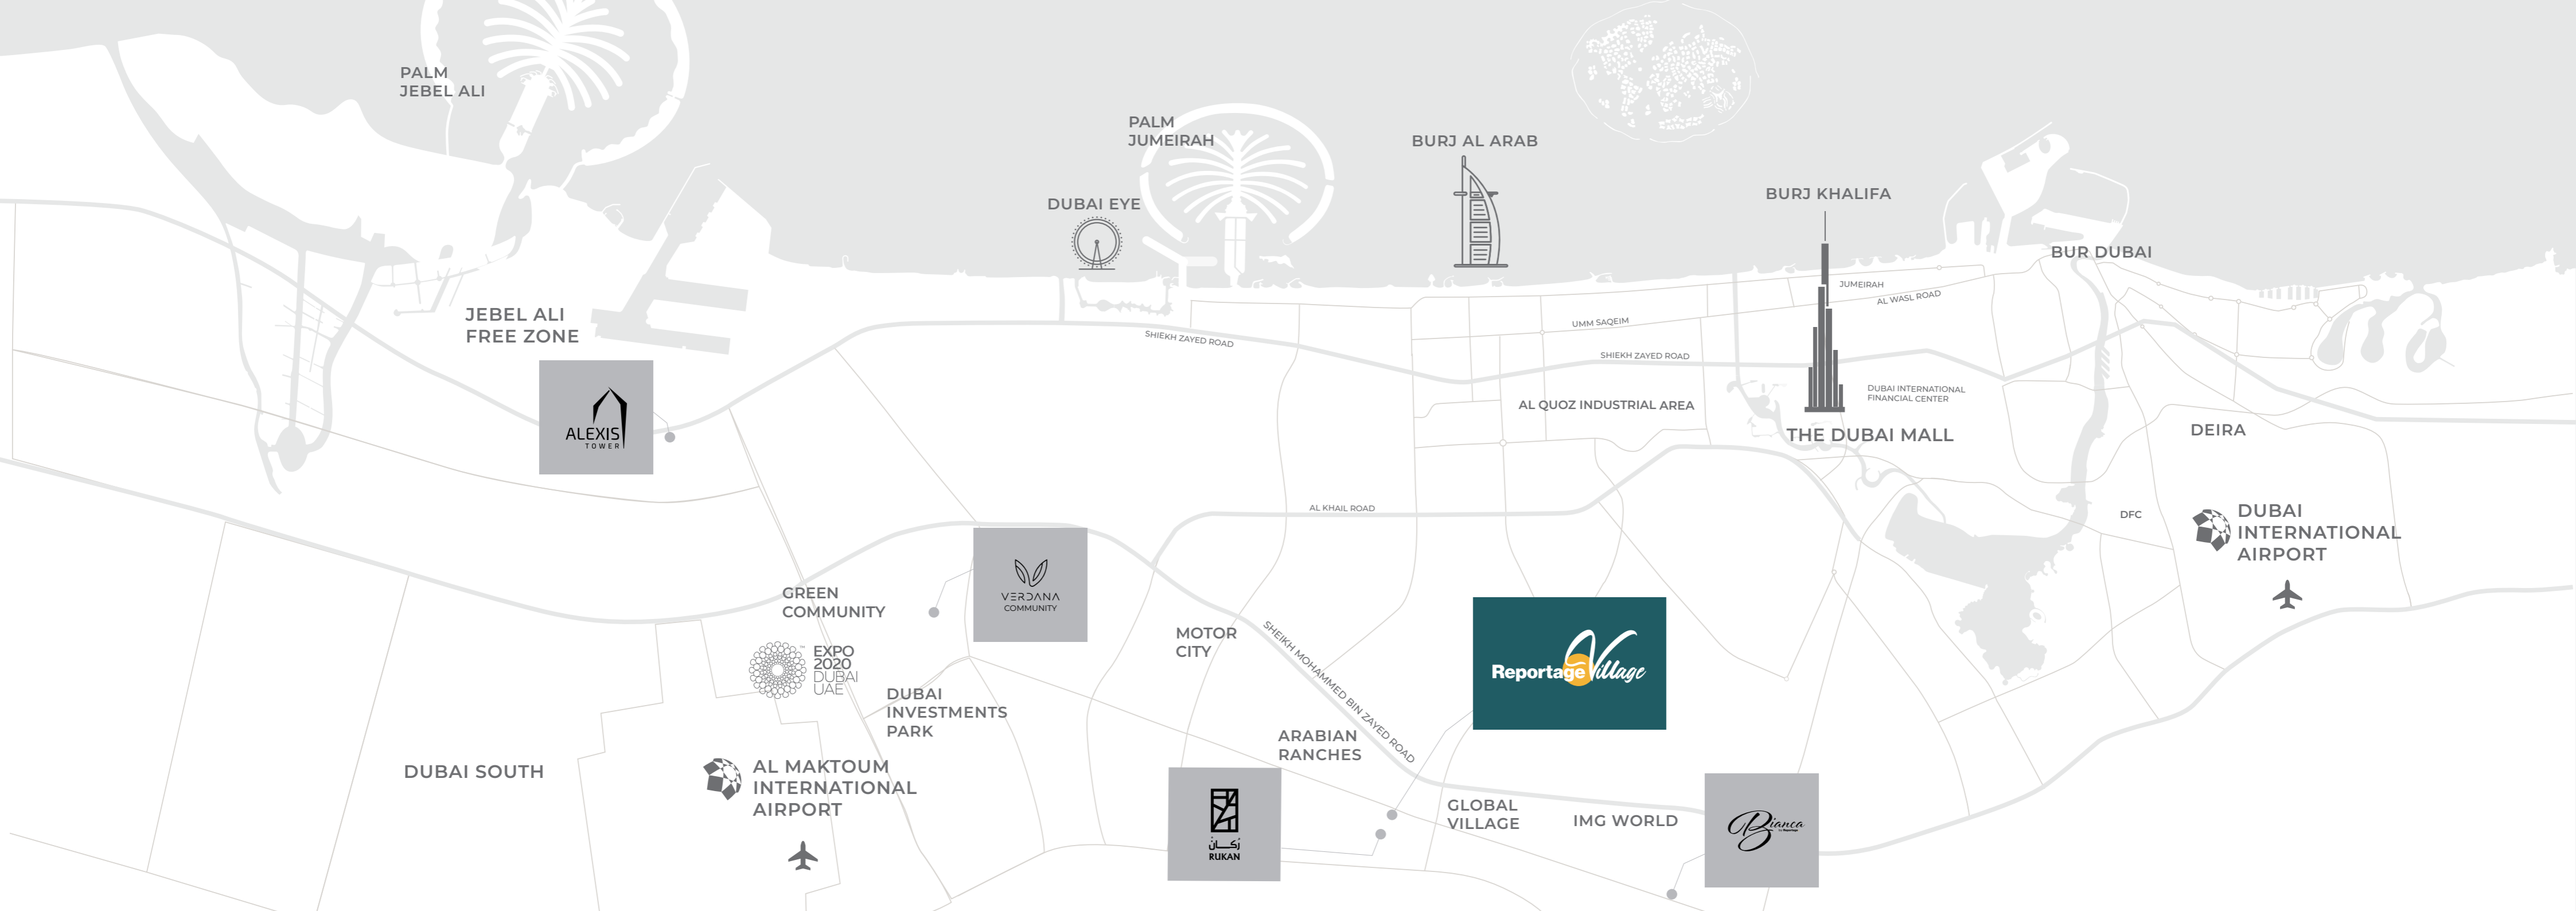 PALM
JEBEL ALI
PALM
JUMEIRAH
BURJ AL ARAB
DUBAI EYE
BURJ KHALIFA
BUR DUBAI
JUMEIRAH
AL WASL ROAD
JEBEL ALI
FREE ZONE
UMM SAQEIM
SHIEKH ZAYED ROAD
SHIEKH ZAYED ROAD
DUBAI INTERNATIONAL
FINANCIAL CENTER
AL QUOZ INDUSTRIAL AREA
ALEXIS
TOWER
THE DUBAI MALL
DEIRA
AL KHAIL ROAD
DFC
DUBAI
INTERNATIONAL
AIRPORT
GREEN
COMMUNITY
VERDANA
COMMUNITY
MOTOR
CITY
SHEIKH MOHAMMED BIN ZAYED ROAD
EXPO
2020
DUBAI
UAE
Reportage Village
DUBAI
INVESTMENTS
PARK
ARABIAN
RANCHES
DUBAI SOUTH
AL MAKTOUM
INTERNATIONAL
AIRPORT
GLOBAL
VILLAGE
IMG WORLD
رُكــان
RUKAN
Bianca